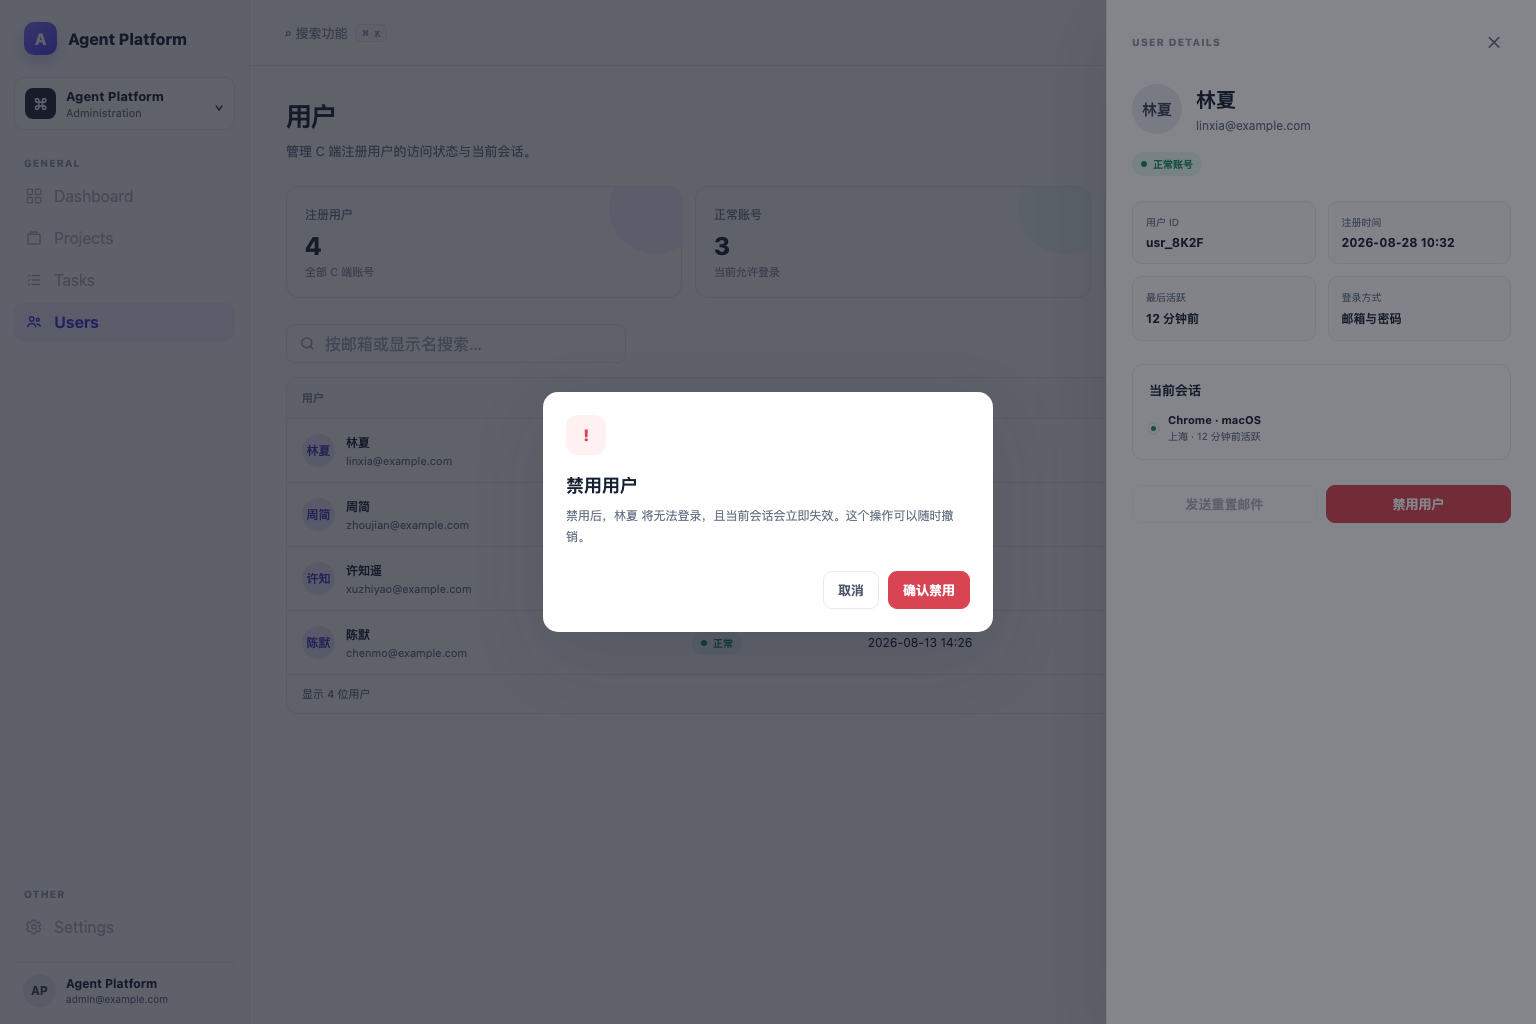 A
Agent Platform
Agent Platform
Administration
GENERAL
Dashboard
Projects
Tasks
Users
OTHER
Settings
AP
Agent Platform
admin@example.com
搜索功能 ⌘ K
用户
管理 C 端注册用户的访问状态与当前会话。
注册用户
4
全部 C 端账号
正常账号
3
当前允许登录
按邮箱或显示名搜索...
用户
林夏
林夏
linxia@example.com
周简
周简
zhoujian@example.com
许知
许知遥
xuzhiyao@example.com
陈默
陈默
chenmo@example.com
正常
2026-08-13 14:26
显示 4 位用户
!
禁用用户
禁用后，林夏 将无法登录，且当前会话会立即失效。这个操作可以随时撤
销。
取消
确认禁用
USER DETAILS
林夏
林夏
linxia@example.com
正常账号
用户 ID
usr_8K2F
注册时间
2026-08-28 10:32
最后活跃
12 分钟前
登录方式
邮箱与密码
当前会话
Chrome · macOS
上海 · 12 分钟前活跃
发送重置邮件
禁用用户